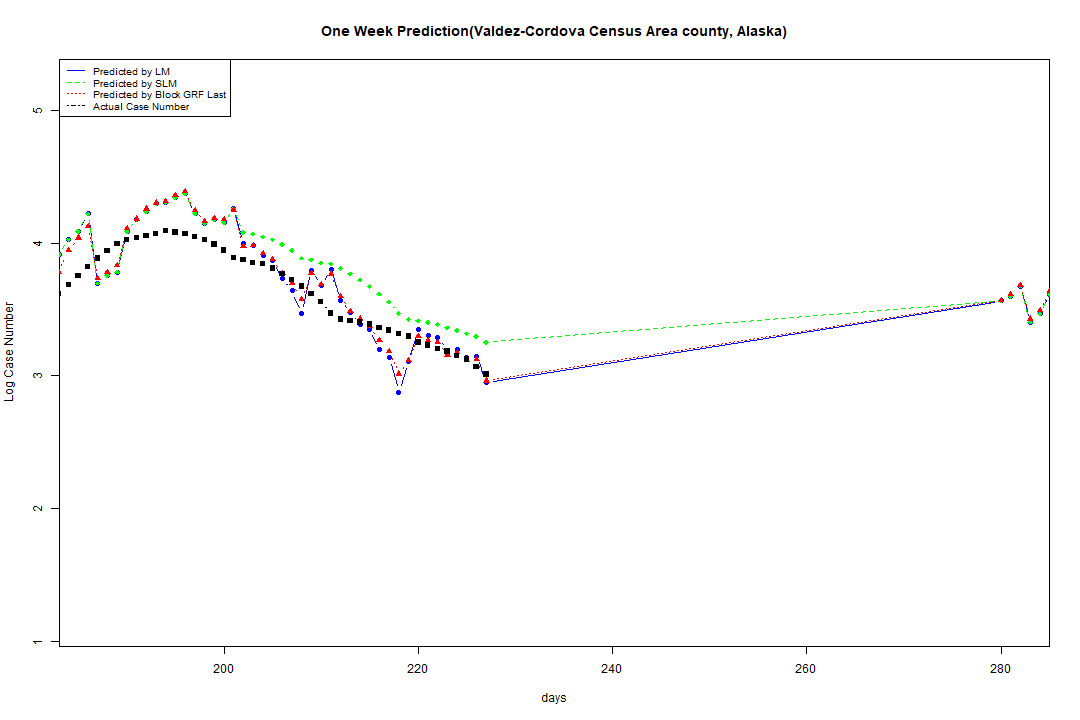 One Week Prediction(Valdez-Cordova Census Area county, Alaska)
Predicted by LM
Predicted by SLM
Predicted by Block GRF Last
Actual Case Number
5
4
3
2
1
Log Case Number
200
220
240
260
280
days